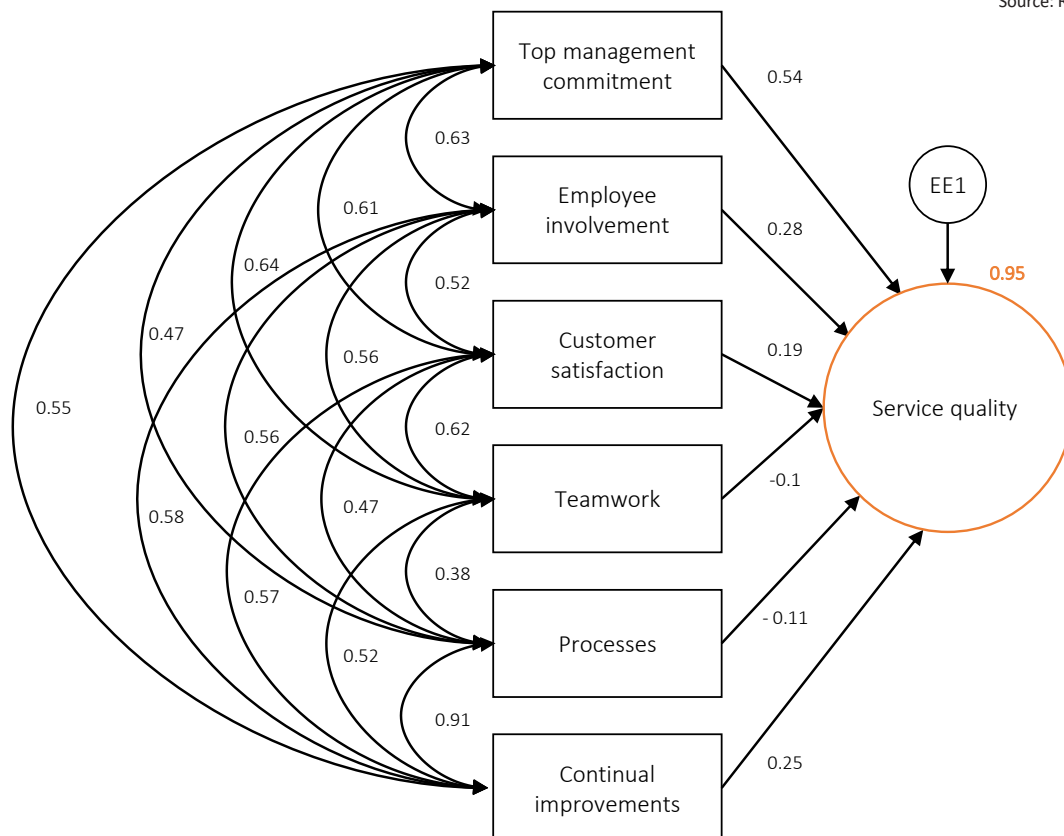 Source: R
Top management
commitment
0.54
0.63
Employee
involvement
EE1
0.61
0.28
0.64
0.52
0.95
0.47
Customer
satisfaction
0.19
0.56
0.55
Service quality
0.56
0.62
Teamwork
-0.1
0.47
0.58
0.38
0.57
- 0.11
Processes
0.52
0.91
Continual
improvements
0.25